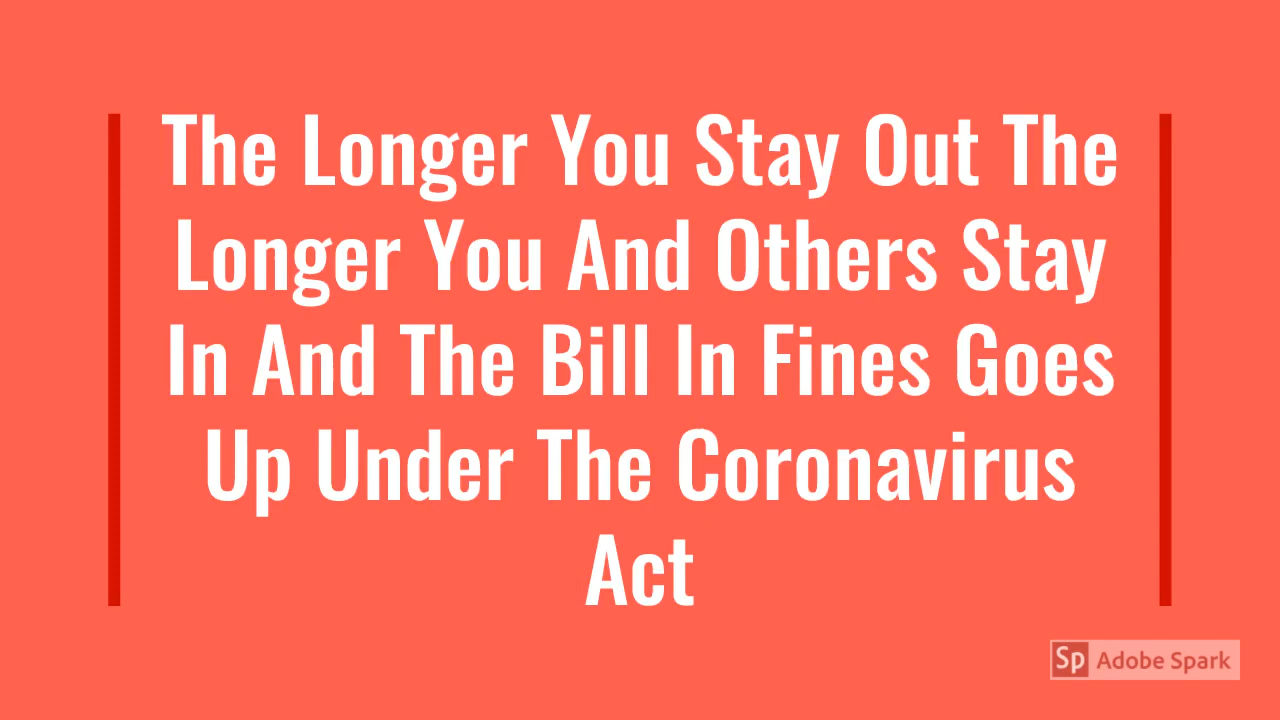 The Longer You Stay Out The
Longer You And Others Stay
In And The Bill In Fines Goes
Up Under The Coronavirus
Act
Sp Adobe Spark